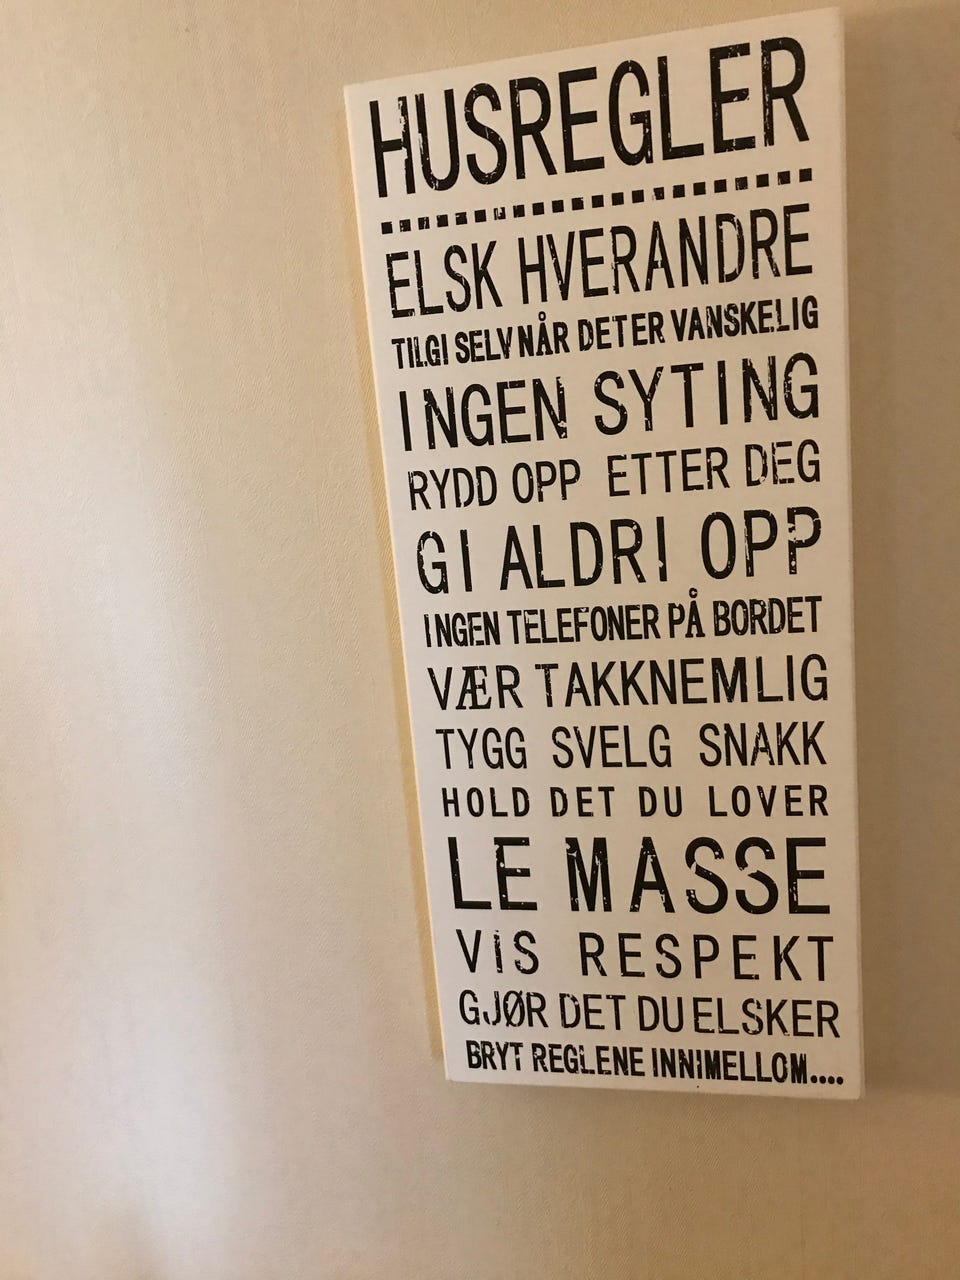 HUSREGLER
ELSK HVERANDRE
TILGI SELV NÅR DET ER VANSKELIG
INGEN SYTING
RYDD OPP ETTER DEG
GI ALDRI OPP
INGEN TELEFONER PÅ BORDET
VÆR TAKKNEMLIG
TYGG SVELG SNAKK
HOLD DET DU LOVER
LE MASSE
VIS RESPEKT
GJØR DET DU ELSKER
BRYT REGLENE INNIMELLOM....